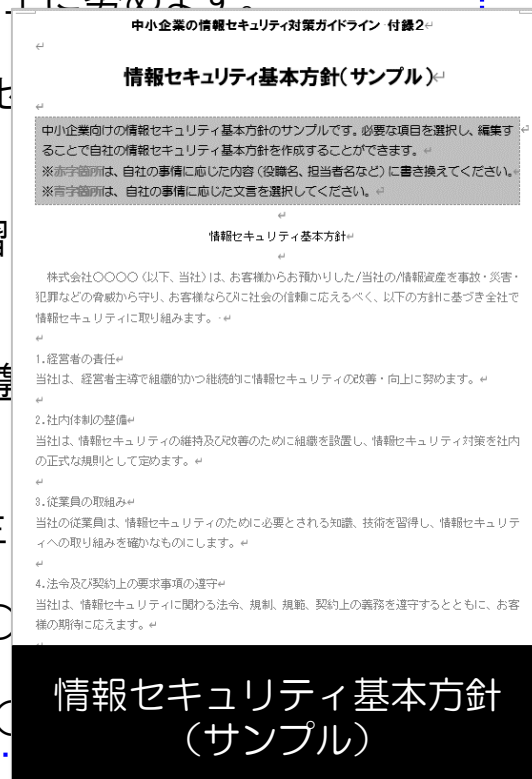 上に努めます。
中小企業の情報セキュリティ対策ガイドライン 付録2↵
↵
情報セキュリティ基本方針(サンプル)↵
↵
中小企業向けの情報セキュリティ基本方針のサンプルです。必要な項目を選択し、編集す
ることで自社の情報セキュリティ基本方針を作成することができます。↵
※赤字箇所は、自社の事情に応じた内容(役職名、担当者名など)に書き換えてください。↵
※青字箇所は、自社の事情に応じた文言を選択してください。↵
↵
情報セキュリティ基本方針↵
↵
株式会社〇〇〇〇(以下、当社)は、お客様からお預かりした/当社の/情報資産を事故・災害・
犯罪などの脅威から守り、お客様ならびに社会の信頼に応えるべく、以下の方針に基づき全社で
情報セキュリティに取り組みます。↵
↵
1.経営者の責任↵
当社は、経営者主導で組織的かつ継続的に情報セキュリティの改善・向上に努めます。↵
↵
2.社内体制の整備↵
当社は、情報セキュリティの維持及び改善のために組織を設置し、情報セキュリティ対策を社内
の正式な規則として定めます。↵
↵
3.従業員の取組み↵
当社の従業員は、情報セキュリティのために必要とされる知識、技術を習得し、情報セキュリテ
ィへの取り組みを確かなものにします。↵
↵
4.法令及び契約上の要求事項の遵守↵
当社は、情報セキュリティに関わる法令、規制、規範、契約上の義務を遵守するとともに、お客
様の期待に応えます。↵
情報セキュリティ基本方針
(サンプル)